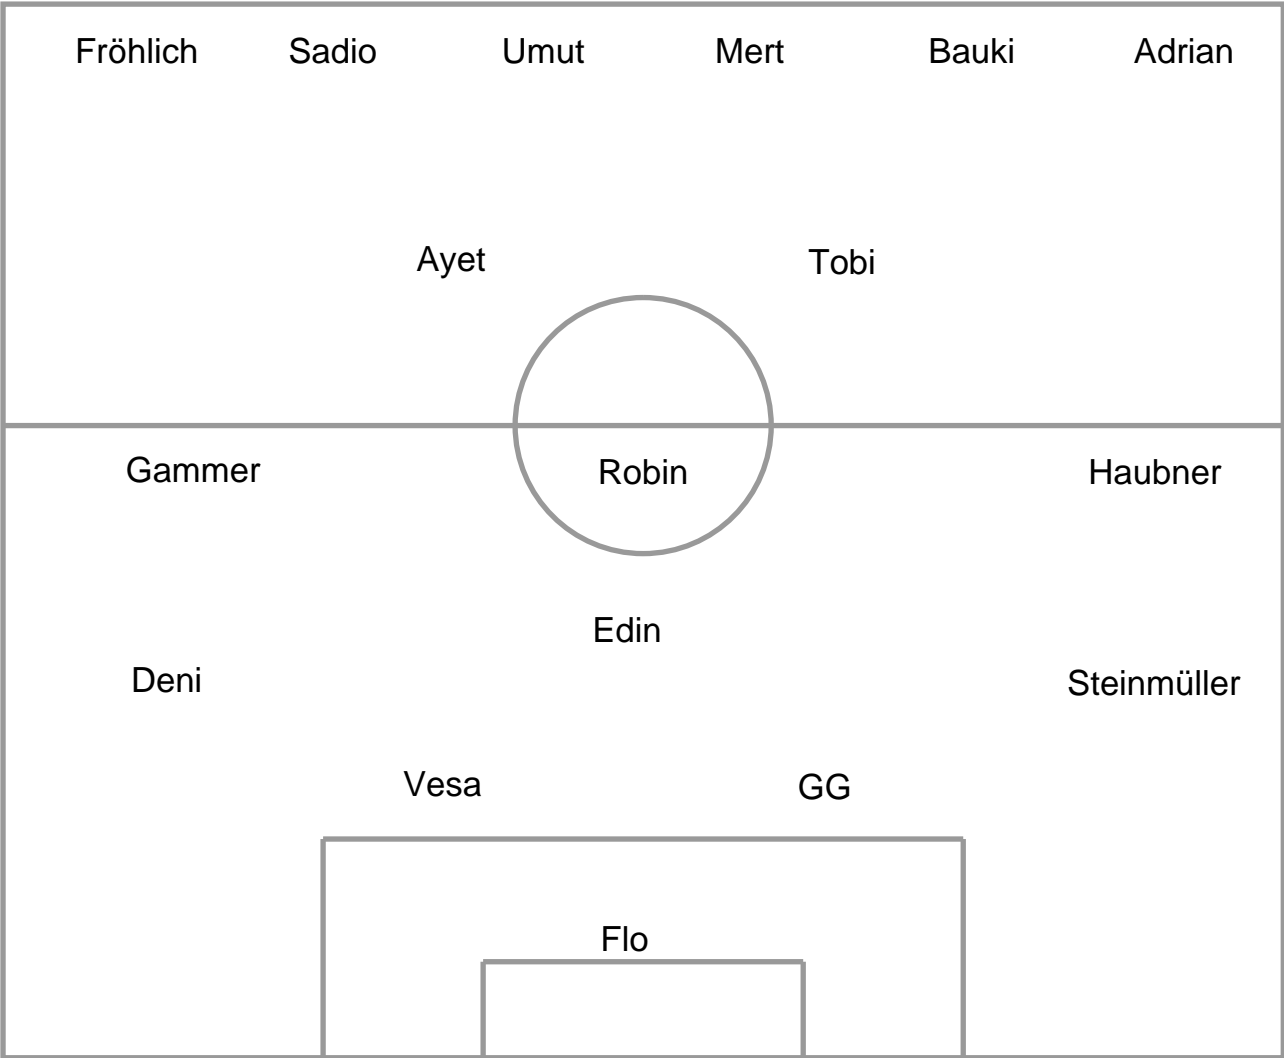 Fröhlich Sadio Umut Mert Bauki Adrian
Ayet Tobi
Gammer Robin Haubner
Edin
Deni Steinmüller
Vesa GG
Flo